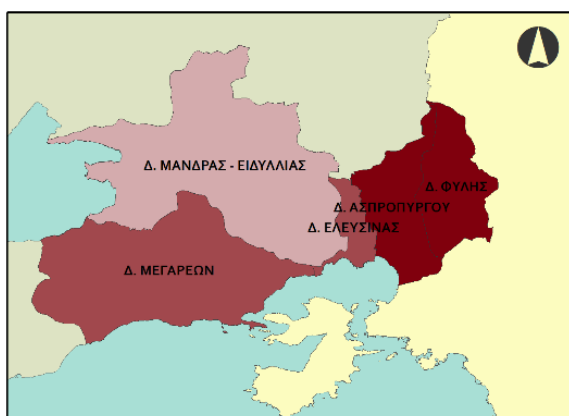 Δ. ΜΑΝΔΡΑΣ - ΕΙΔΥΛΛΙΑΣ
Δ. ΦΥΛΗΣ
Δ. ΑΣΠΡΟΠΥΡΓΟΥ
Δ. ΕΛΕΥΣΙΝΑΣ
Δ. ΜΕΓΑΡΕΩΝ